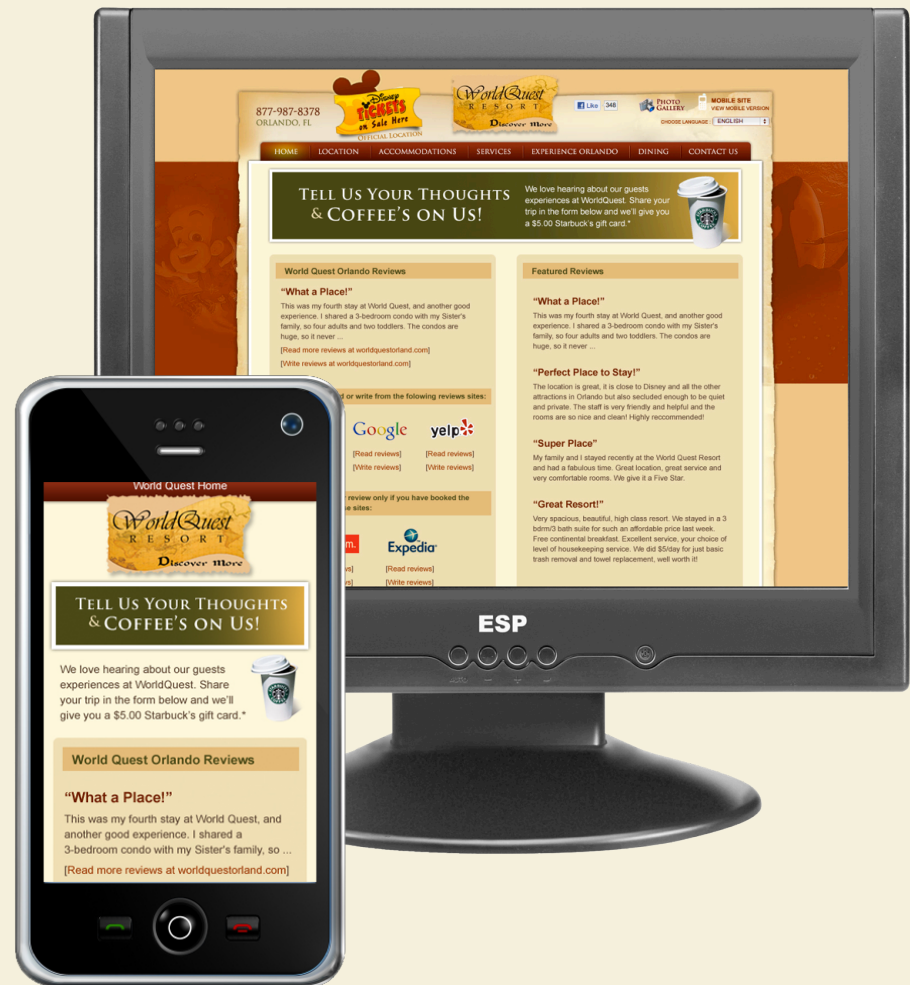 877-987-8378
ORLANDO, FL
Disney
TICKETS
on Sale Here
OFFICIAL LOCATION
WorldQuest
RESORT
Discover More
Like 348
PHOTO
GALLERY
MOBILE SITE
VIEW MOBILE VERSION
CHOOSE LANGUAGE ENGLISH
HOME LOCATION ACCOMMODATIONS SERVICES EXPERIENCE ORLANDO DINING CONTACT US
TELL US YOUR THOUGHTS
& COFFEE'S ON US!
We love hearing about our guests
experiences at WorldQuest. Share your
trip in the form below and we'll give you
a $5.00 Starbuck's gift card.*
World Quest Orlando Reviews
“What a Place!”
This was my fourth stay at World Quest, and another good
experience. I shared a 3-bedroom condo with my Sister's
family, so four adults and two toddlers. The condos are
huge, so it never ...
[Read more reviews at worldquestorland.com]
[Write reviews at worldquestorland.com]
or write from the folowing reviews sites:
Google yelp
[Read reviews] [Read reviews]
[Write reviews] [Write reviews]
review only if you have booked the
se sites:
m. Expedia
ws] [Read reviews]
ws] [Write reviews]
Featured Reviews
“What a Place!”
This was my fourth stay at World Quest, and another good
experience. I shared a 3-bedroom condo with my Sister's
family, so four adults and two toddlers. The condos are
huge, so it never ...
“Perfect Place to Stay!”
The location is great, it is close to Disney and all the other
attractions in Orlando but also secluded enough to be quiet
and private. The staff is very friendly and helpful and the
rooms are so nice and clean! Highly reccommended!
“Super Place”
My family and I stayed recently at the World Quest Resort
and had a fabulous time. Great location, great service and
very comfortable rooms. We give it a Five Star.
“Great Resort!”
Very spacious, beautiful, high class resort. We stayed in a 3
bdrm/3 bath suite for such an affordable price last week.
Free continental breakfast. Excellent service, your choice of
level of housekeeping service. We did $5/day for just basic
trash removal and towel replacement, well worth it!
ESP
World Quest Home
WorldQuest
RESORT
Discover More
TELL US YOUR THOUGHTS
& COFFEE'S ON US!
We love hearing about our guests
experiences at WorldQuest. Share
your trip in the form below and we'll
give you a $5.00 Starbuck's gift card.*
World Quest Orlando Reviews
“What a Place!”
This was my fourth stay at World Quest, and
another good experience. I shared a
3-bedroom condo with my Sister's family, so ...
[Read more reviews at worldquestorland.com]